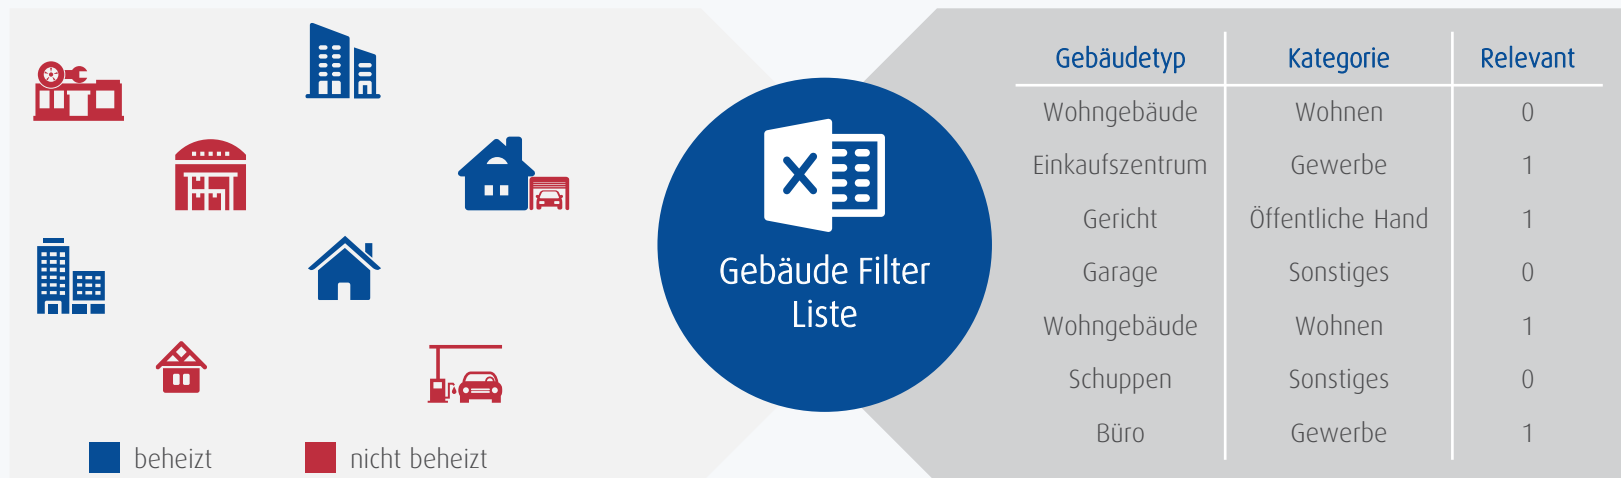 beheizt
nicht beheizt
X
Gebäude Filter
Liste
Gebäudetyp Kategorie Relevant
Wohngebäude Wohnen 0
Einkaufszentrum Gewerbe 1
Gericht Öffentliche Hand 1
Garage Sonstiges 0
Wohngebäude Wohnen 1
Schuppen Sonstiges 0
Büro Gewerbe 1